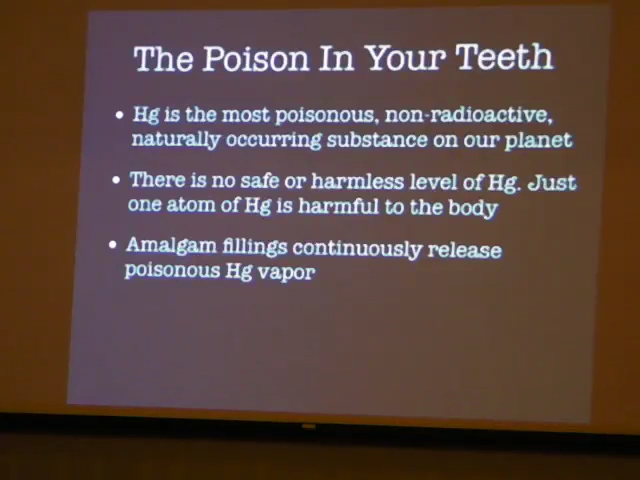 The Poison In Your Teeth
• Hg is the most poisonous, non-radioactive,
naturally occurring substance on our planet
• There is no safe or harmless level of Hg. Just
one atom of Hg is harmful to the body
• Amalgam fillings continuously release
poisonous Hg vapor